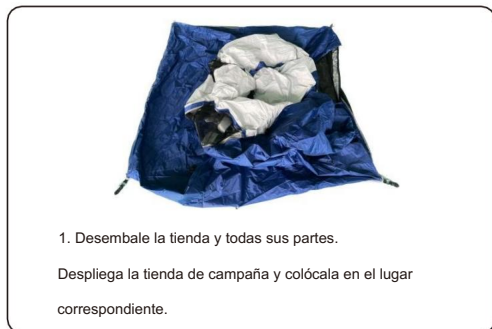 1. Desembale la tienda y todas sus partes.
Despliega la tienda de campaña y colócala en el lugar
correspondiente.